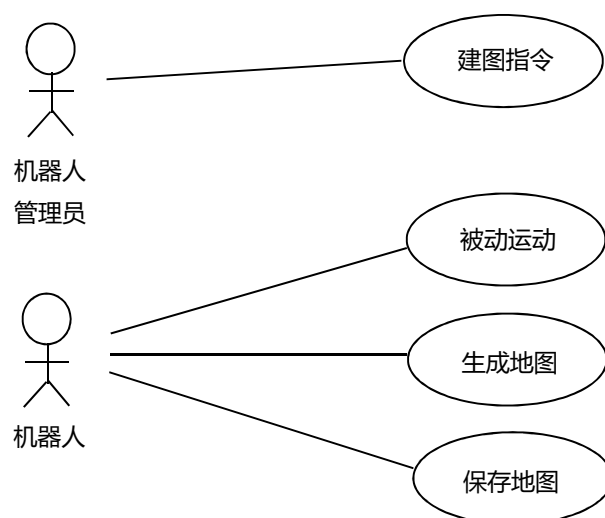 建图指令
机器人
管理员
被动运动
生成地图
机器人
保存地图